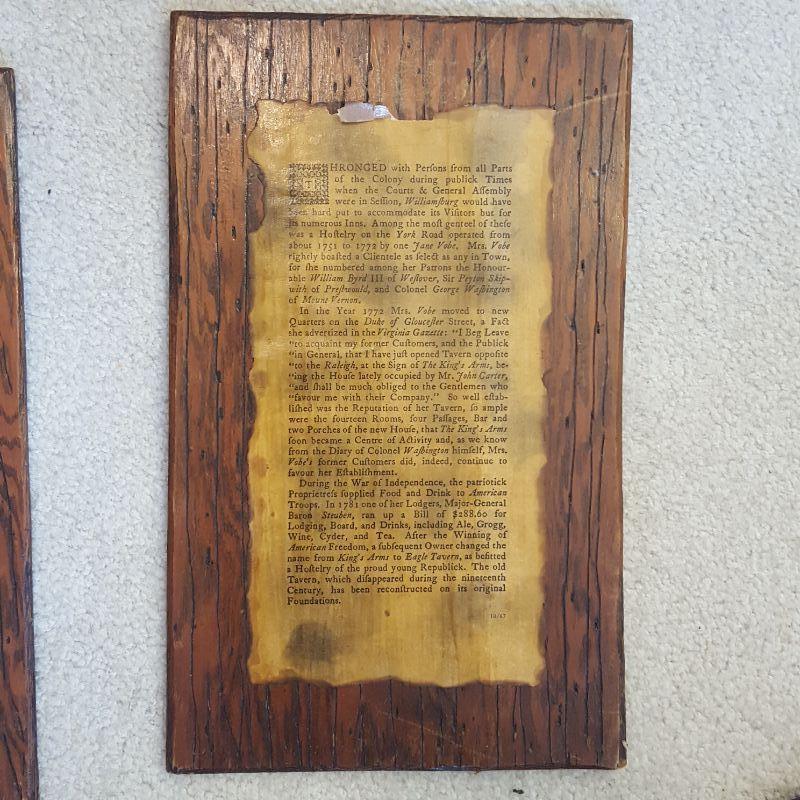 THRONGED with Perſons from all Parts
of the Colony during publick Times
when the Courts & General Aſſembly
were in Seſſion, Williamſburg would have
been hard put to accommodate its Viſitors but for
its numerous Inns. Among the moſt genteel of theſe
was a Hoſtelry on the York Road operated from
about 1751 to 1772 by one Jane Vobe. Mrs. Vobe
rightly boaſted a Clientele as ſelect as any in Town,
for ſhe numbered among her Patrons the Honour-
able William Byrd III of Weſtover, Sir Peyton Skip-
with of Preſtwould, and Colonel George Waſhington
of Mount Vernon.
In the Year 1772 Mrs. Vobe moved to new
Quarters on the Duke of Glouceſter Street, a Fact
ſhe advertized in the Virginia Gazette: “I Beg Leave
“to acquaint my former Cuſtomers, and the Publick
“in General, that I have juſt opened Tavern oppoſite
“to the Raleigh, at the Sign of The King's Arms, be-
“ing the Houſe lately occupied by Mr. John Carter,
“and ſhall be much obliged to the Gentlemen who
“favour me with their Company.” So well eſtab-
liſhed was the Reputation of her Tavern, ſo ample
were the fourteen Rooms, four Paſſages, Bar and
two Porches of the new Houſe, that The King's Arms
ſoon became a Centre of Activity and, as we know
from the Diary of Colonel Waſhington himſelf, Mrs.
Vobe's former Cuſtomers did, indeed, continue to
favour her Eſtabliſhment.
During the War of Independence, the patriotick
Proprietreſs ſupplied Food and Drink to American
Troops. In 1781 one of her Lodgers, Major-General
Baron Steuben, ran up a Bill of $288.60 for
Lodging, Board, and Drinks, including Ale, Grogg,
Wine, Cyder, and Tea. After the Winning of
American Freedom, a ſubſequent Owner changed the
name from King's Arms to Eagle Tavern, as befitted
a Hoſtelry of the proud young Republick. The old
Tavern, which diſappeared during the nineteenth
Century, has been reconſtructed on its original
Foundations.
10/67